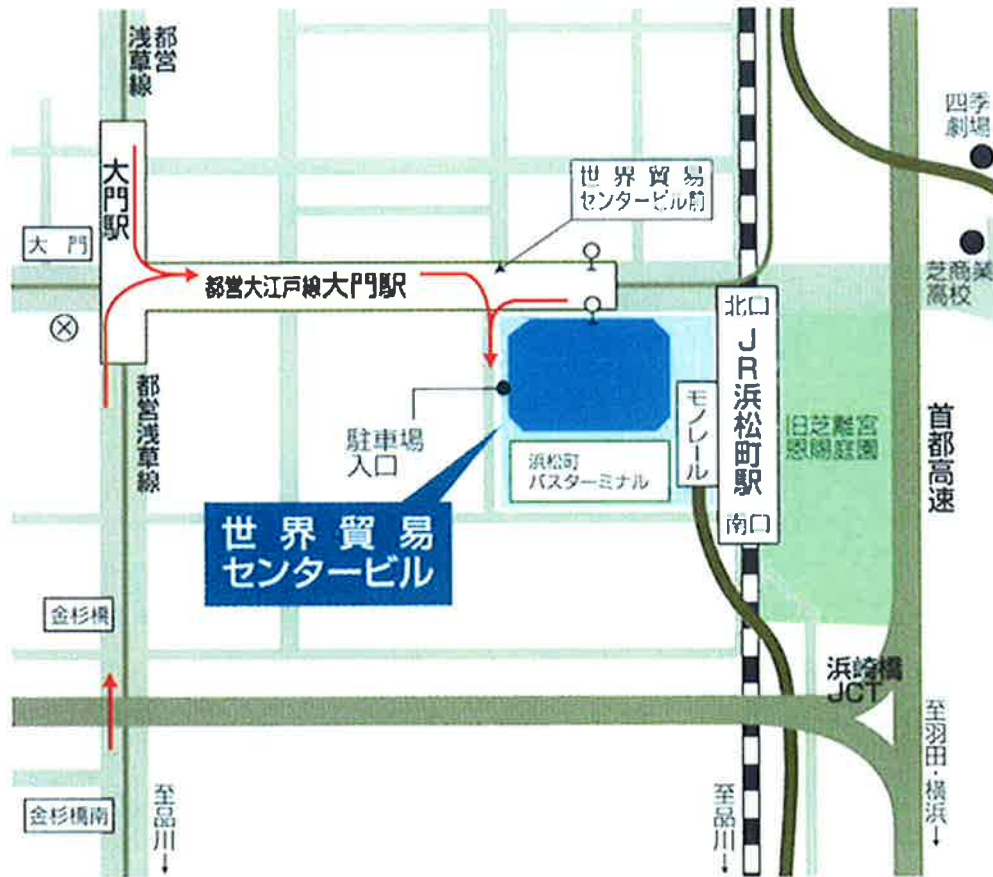 都営
浅草線
四季
劇場
大門駅
世界貿易
センタービル前
大門
都営大江戸線大門駅
芝商業
高校
北口
JR浜松町駅
南口
モノレール
旧芝離宮
恩賜庭園
首都高速
都営浅草線
駐車場
入口
浜松町
バスターミナル
世界貿易
センタービル
金杉橋
浜崎橋
JCT
至羽田・横浜↓
至品川↓
至品川↓
金杉橋南